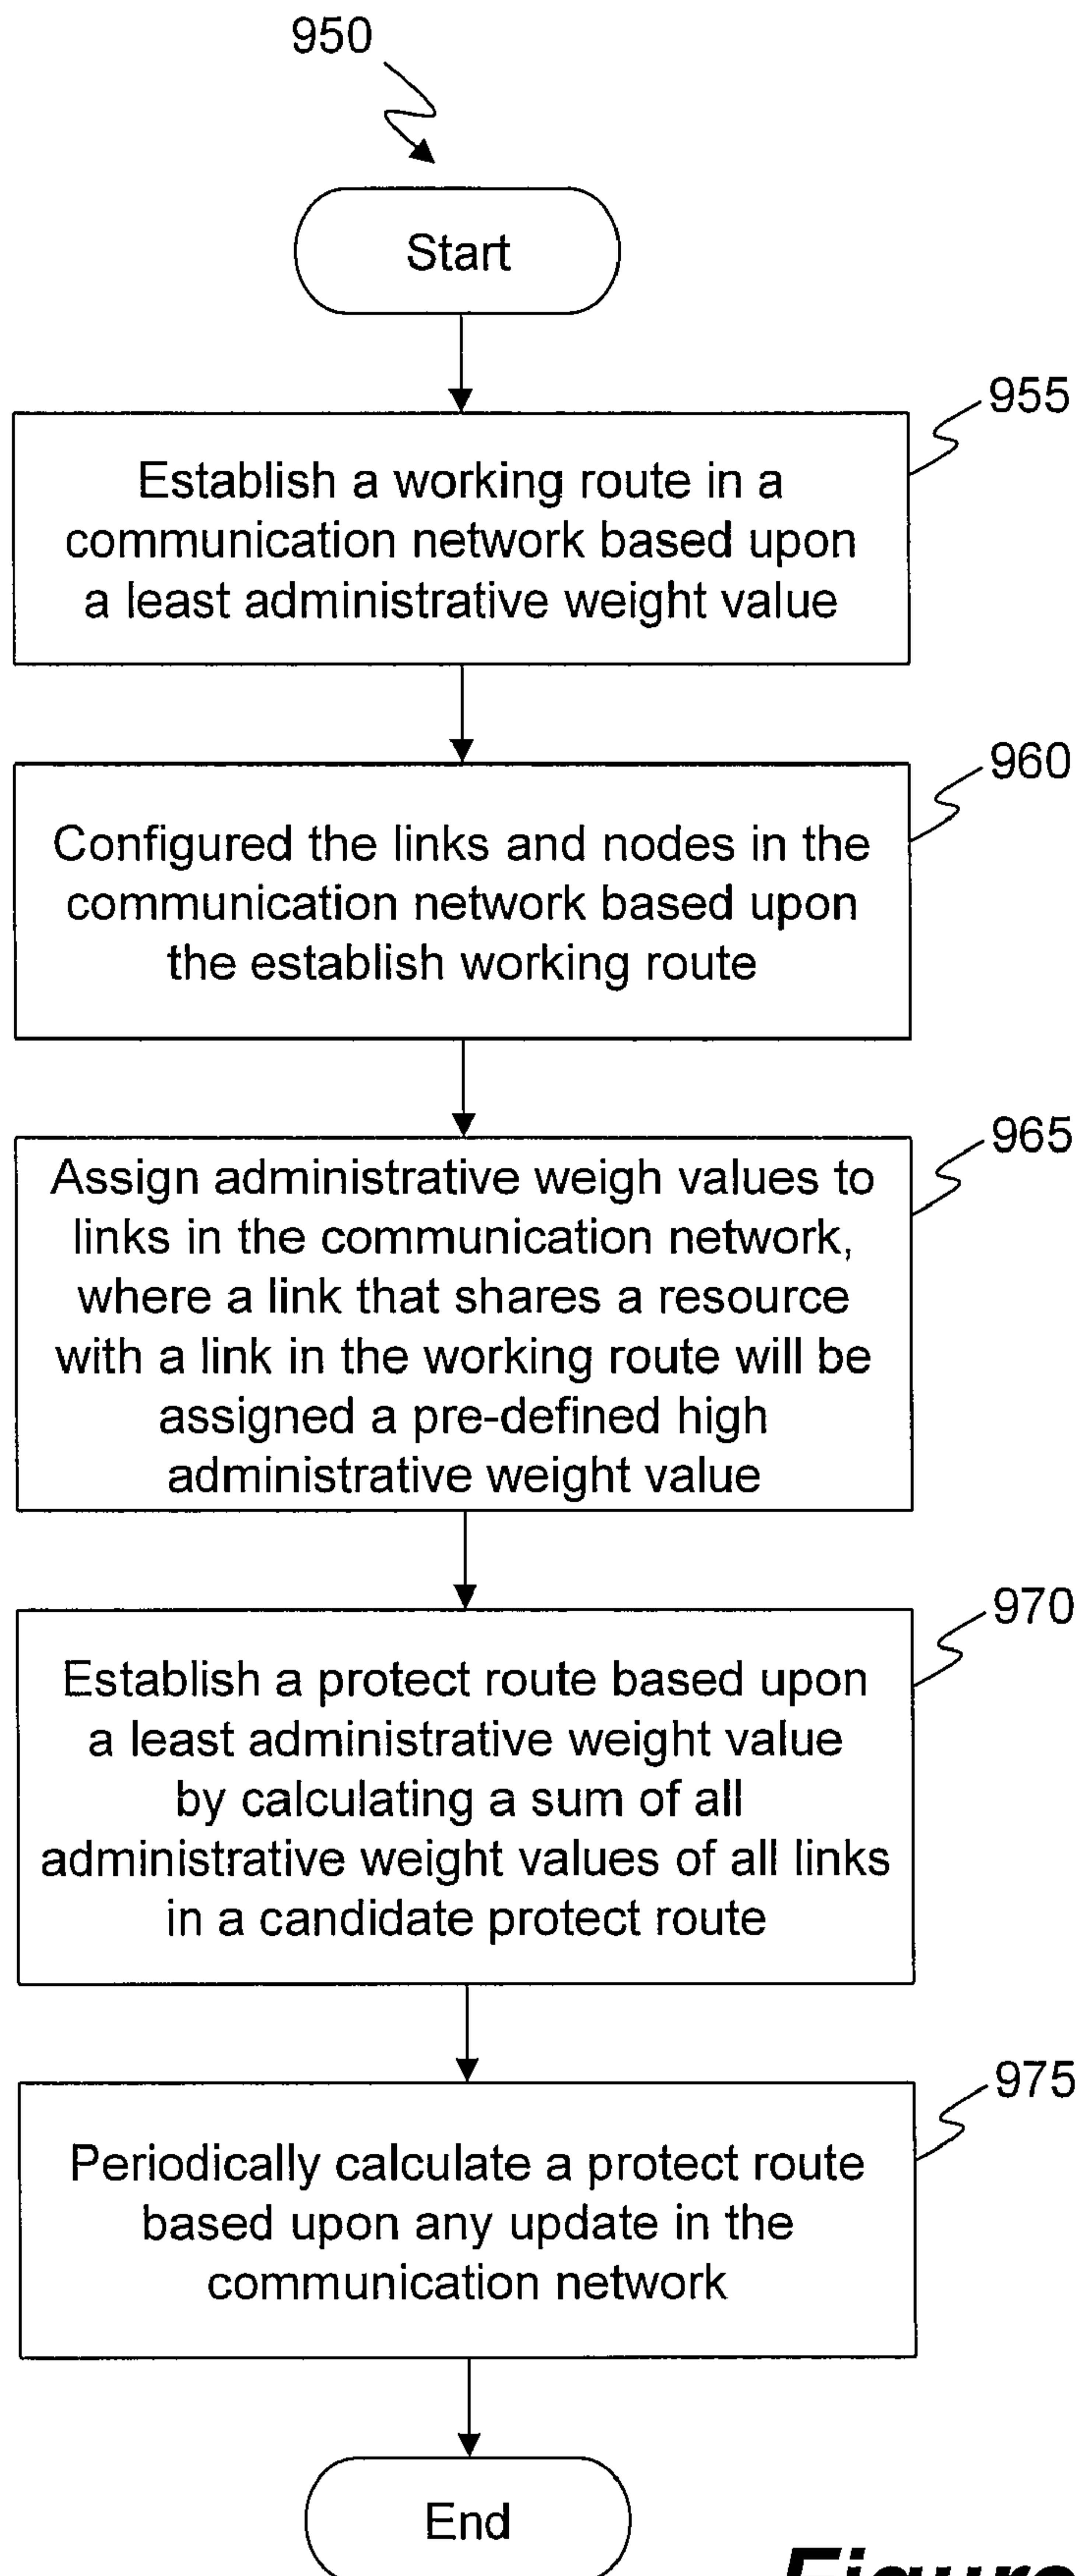 950
Start
955
Establish a working route in a
communication network based upon
a least administrative weight value
960
Configured the links and nodes in the
communication network based upon
the establish working route
965
Assign administrative weigh values to
links in the communication network,
where a link that shares a resource
with a link in the working route will be
assigned a pre-defined high
administrative weight value
970
Establish a protect route based upon
a least administrative weight value
by calculating a sum of all
administrative weight values of all links
in a candidate protect route
975
Periodically calculate a protect route
based upon any update in the
communication network
End
Figure